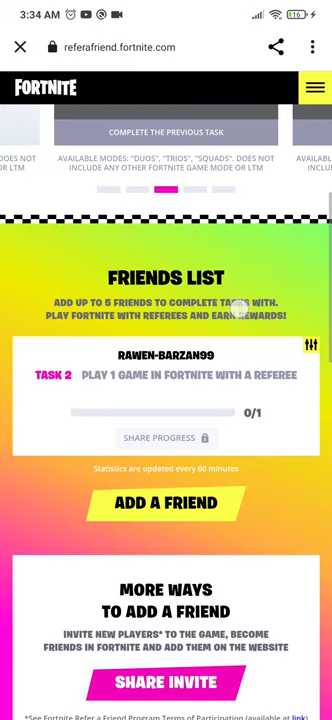 3:34 AM
16
referafriend.fortnite.com
FORTNITE
COMPLETE THE PREVIOUS TASK
DOES NOT
OR LTM
AVAILABLE MODES: "DUOS", "TRIOS", "SQUADS". DOES NOT
INCLUDE ANY OTHER FORTNITE GAME MODE OR LTM
AVAILABL
INCLU
FRIENDS LIST
ADD UP TO 5 FRIENDS TO COMPLETE TASKS WITH.
PLAY FORTNITE WITH REFEREES AND EARN REWARDS!
RAWEN-BARZAN99
TASK 2 PLAY 1 GAME IN FORTNITE WITH A REFEREE
0/1
SHARE PROGRESS
Statistics are updated every 60 minutes
ADD A FRIEND
MORE WAYS
TO ADD A FRIEND
INVITE NEW PLAYERS* TO THE GAME, BECOME
FRIENDS IN FORTNITE AND ADD THEM ON THE WEBSITE
SHARE INVITE
*See Fortnite Refer a Friend Program Terms of Participation (available at link)